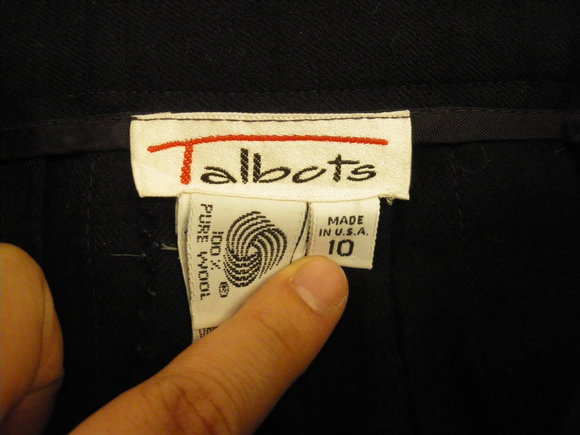 Talbots
100%
PURE WOOL
®
MADE
IN U.S.A.
10